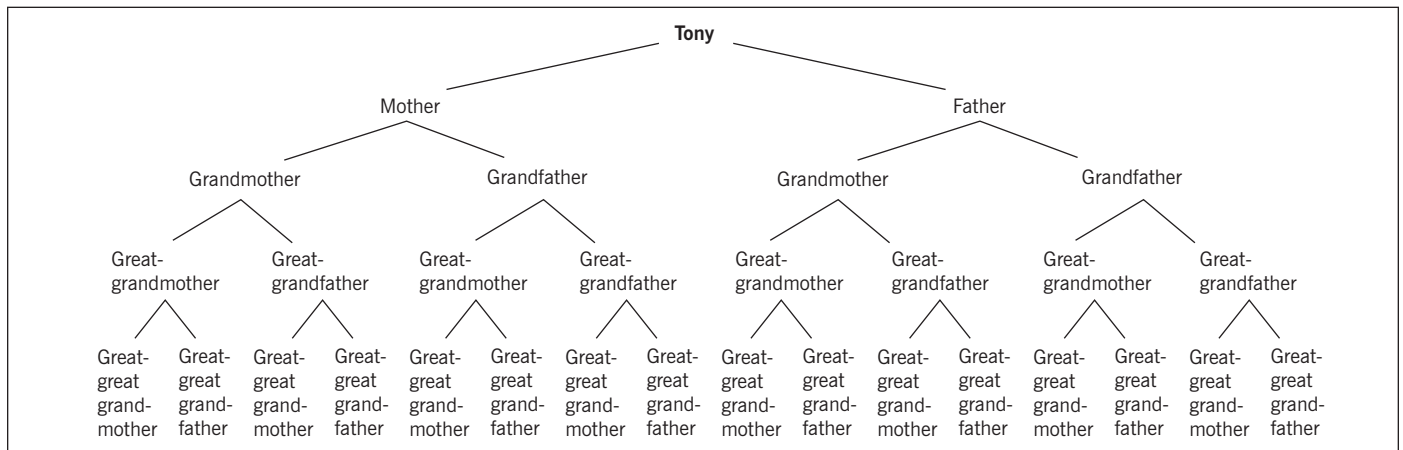 Tony
Mother Father
Grandmother Grandfather Grandmother Grandfather
Great- Great- Great- Great- Great- Great- Great- Great-
grandmother grandfather grandmother grandfather grandmother grandfather grandmother grandfather
Great- Great- Great- Great- Great- Great- Great- Great- Great- Great- Great- Great- Great- Great- Great- Great-
great great great great great great great great great great great great great great great great
grand- grand- grand- grand- grand- grand- grand- grand- grand- grand- grand- grand- grand- grand- grand- grand-
mother father mother father mother father mother father mother father mother father mother father mother father